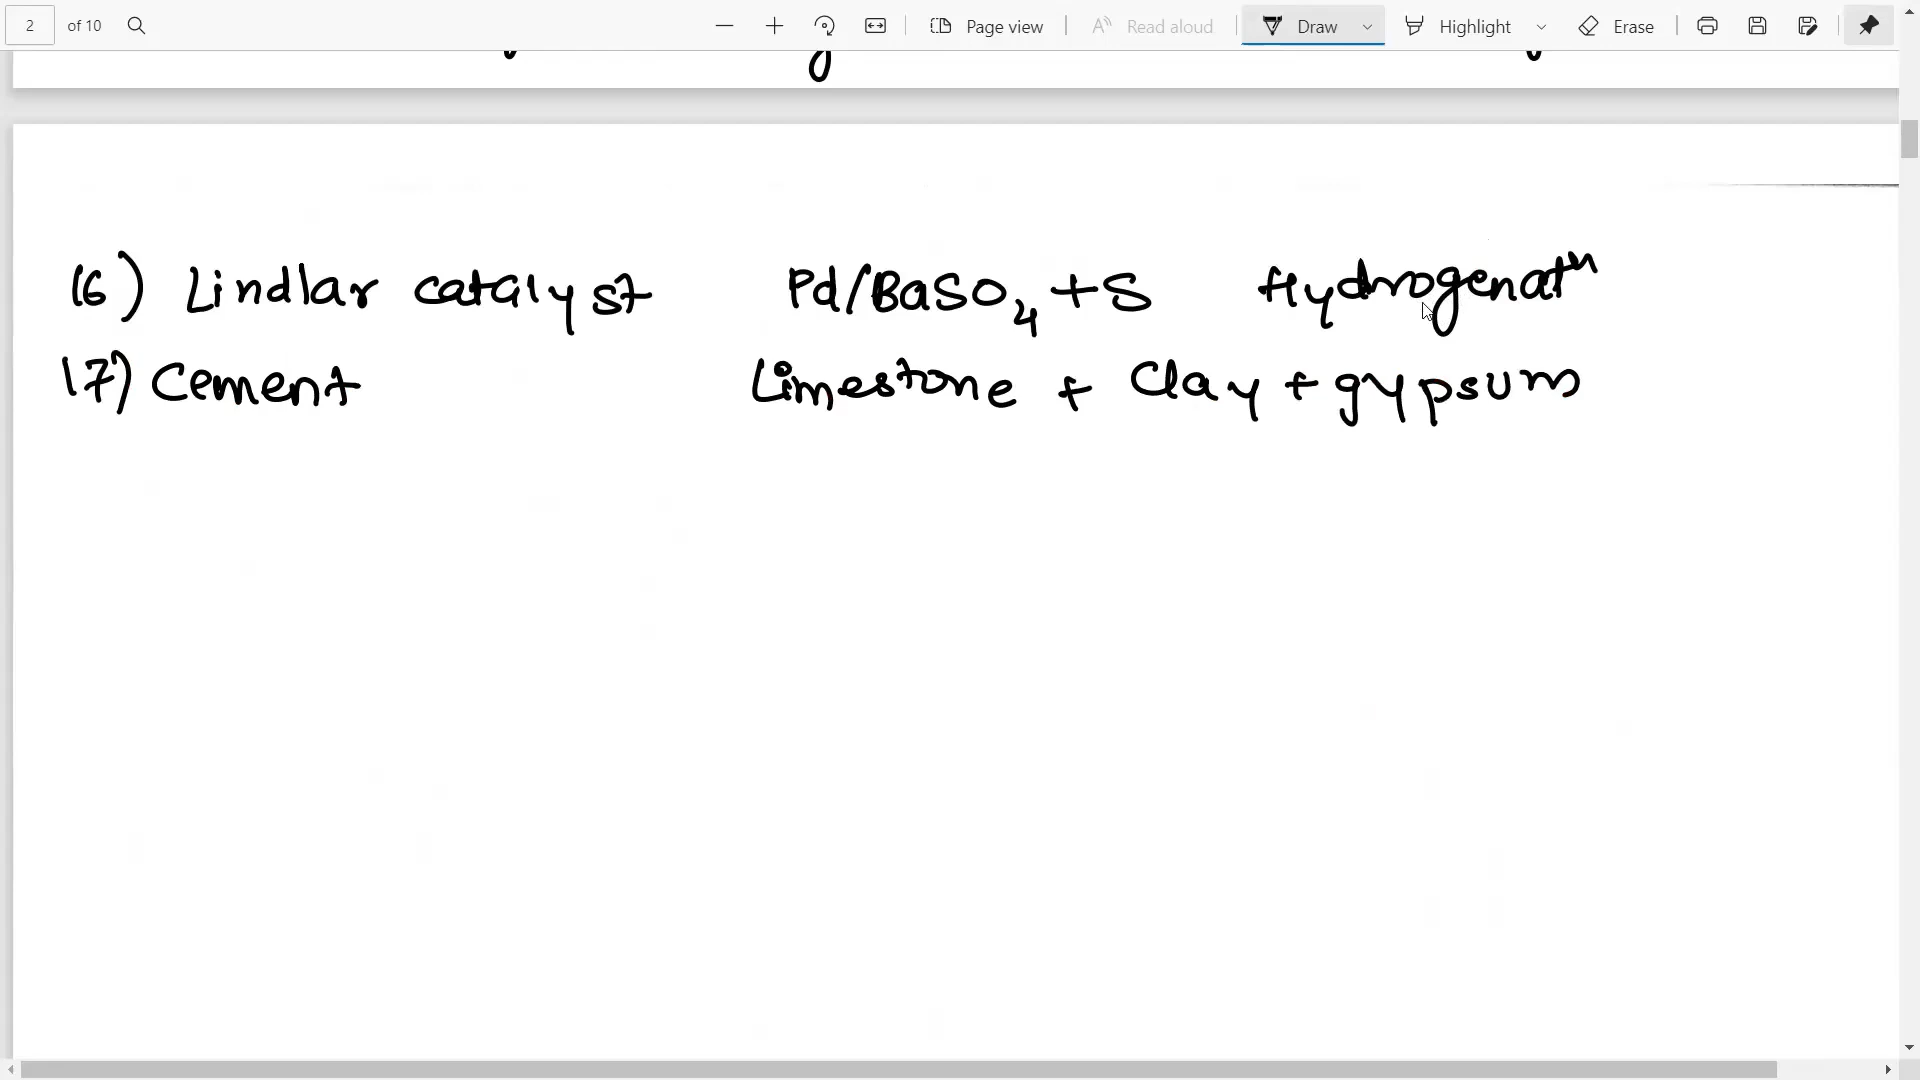 2 of 10 Page view Read aloud Draw Highlight Erase
16) Lindlar catalyst Pd/BaSO4 + S Hydrogenatn
17) Cement Limestone + Clay + gypsum